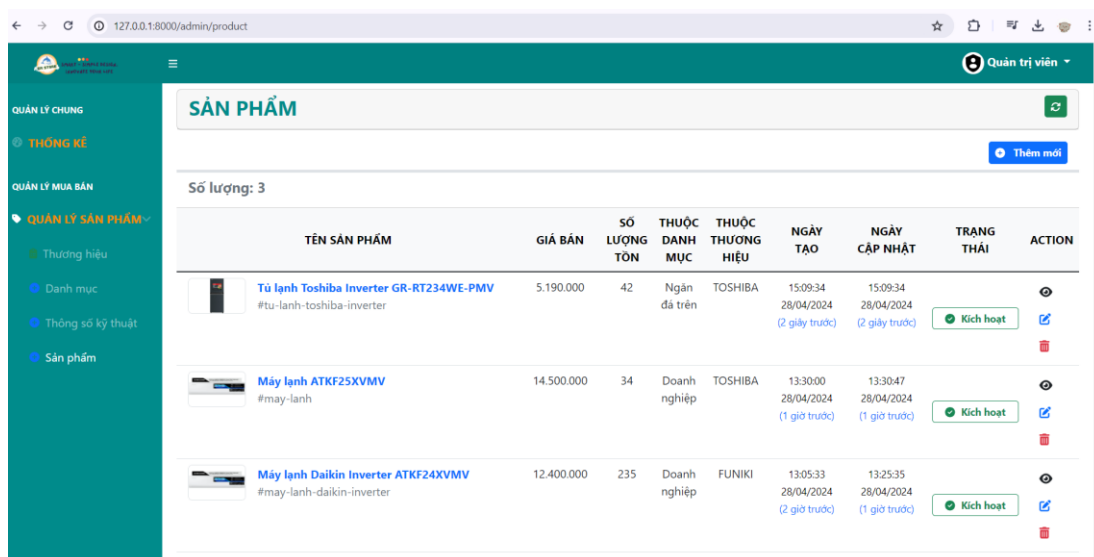 127.0.0.1:8000/admin/product
Quản trị viên
QUẢN LÝ CHUNG
SẢN PHẨM
THỐNG KÊ
Thêm mới
QUẢN LÝ MUA BÁN
Số lượng: 3
QUẢN LÝ SẢN PHẨM
Thương hiệu
Danh mục
Thông số kỹ thuật
Sản phẩm
TÊN SẢN PHẨM
GIÁ BÁN
SỐ
LƯỢNG
TỒN
THUỘC
DANH
MỤC
THUỘC
THƯƠNG
HIỆU
NGÀY
TẠO
NGÀY
CẬP NHẬT
TRẠNG
THÁI
ACTION
Tủ lạnh Toshiba Inverter GR-RT234WE-PMV
#tu-lanh-toshiba-inverter
5.190.000
42
Ngăn
đá trên
TOSHIBA
15:09:34
28/04/2024
(2 giây trước)
15:09:34
28/04/2024
(2 giây trước)
Kích hoạt
Máy lạnh ATKF25XVMV
#may-lanh
14.500.000
34
Doanh
nghiệp
TOSHIBA
13:30:00
28/04/2024
(1 giờ trước)
13:30:47
28/04/2024
(1 giờ trước)
Kích hoạt
Máy lạnh Daikin Inverter ATKF24XVMV
#may-lanh-daikin-inverter
12.400.000
235
Doanh
nghiệp
FUNIKI
13:05:33
28/04/2024
(2 giờ trước)
13:25:35
28/04/2024
(1 giờ trước)
Kích hoạt